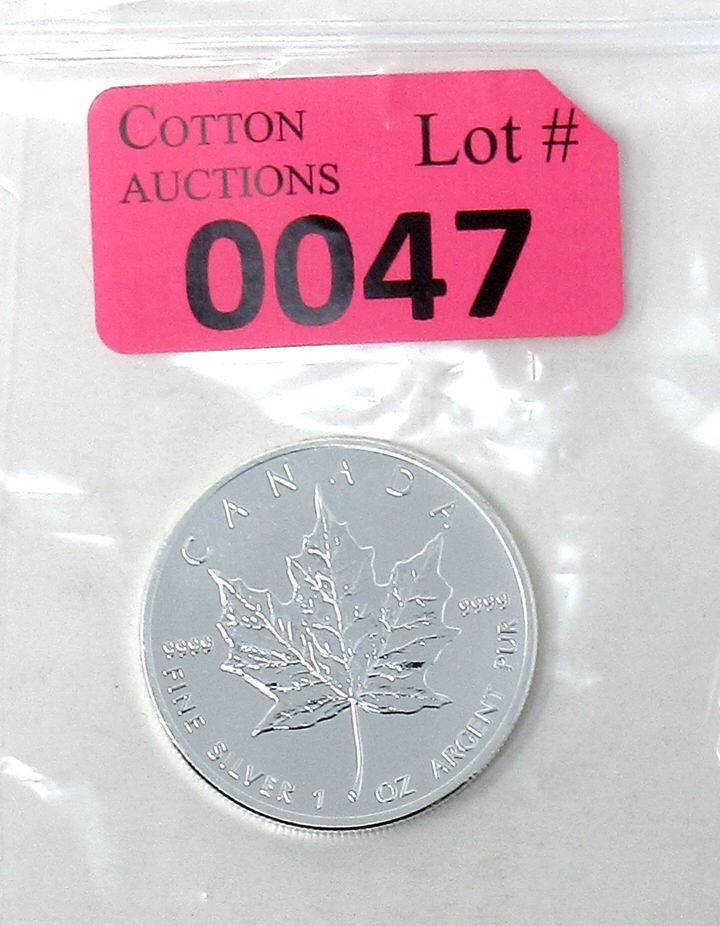 COTTON
AUCTIONS
Lot #
0047
CANADA
9999
9999
FINE SILVER 1 OZ ARGENT PUR